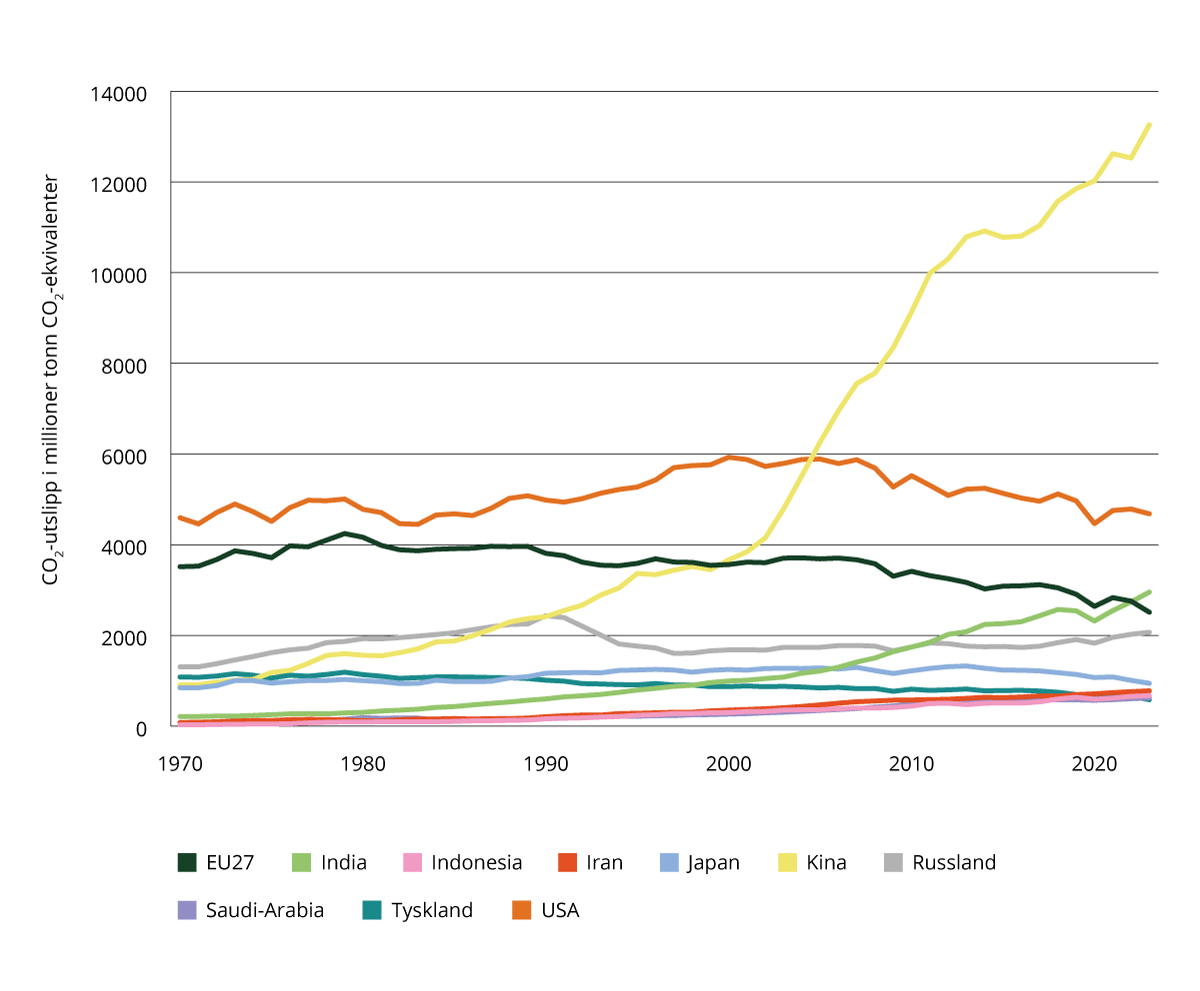 CO₂-utslipp i millioner tonn CO₂-ekvivalenter
14000
12000
10000
8000
6000
4000
2000
0
1970 1980 1990 2000 2010 2020
EU27 India Indonesia Iran Japan Kina Russland
Saudi-Arabia Tyskland USA